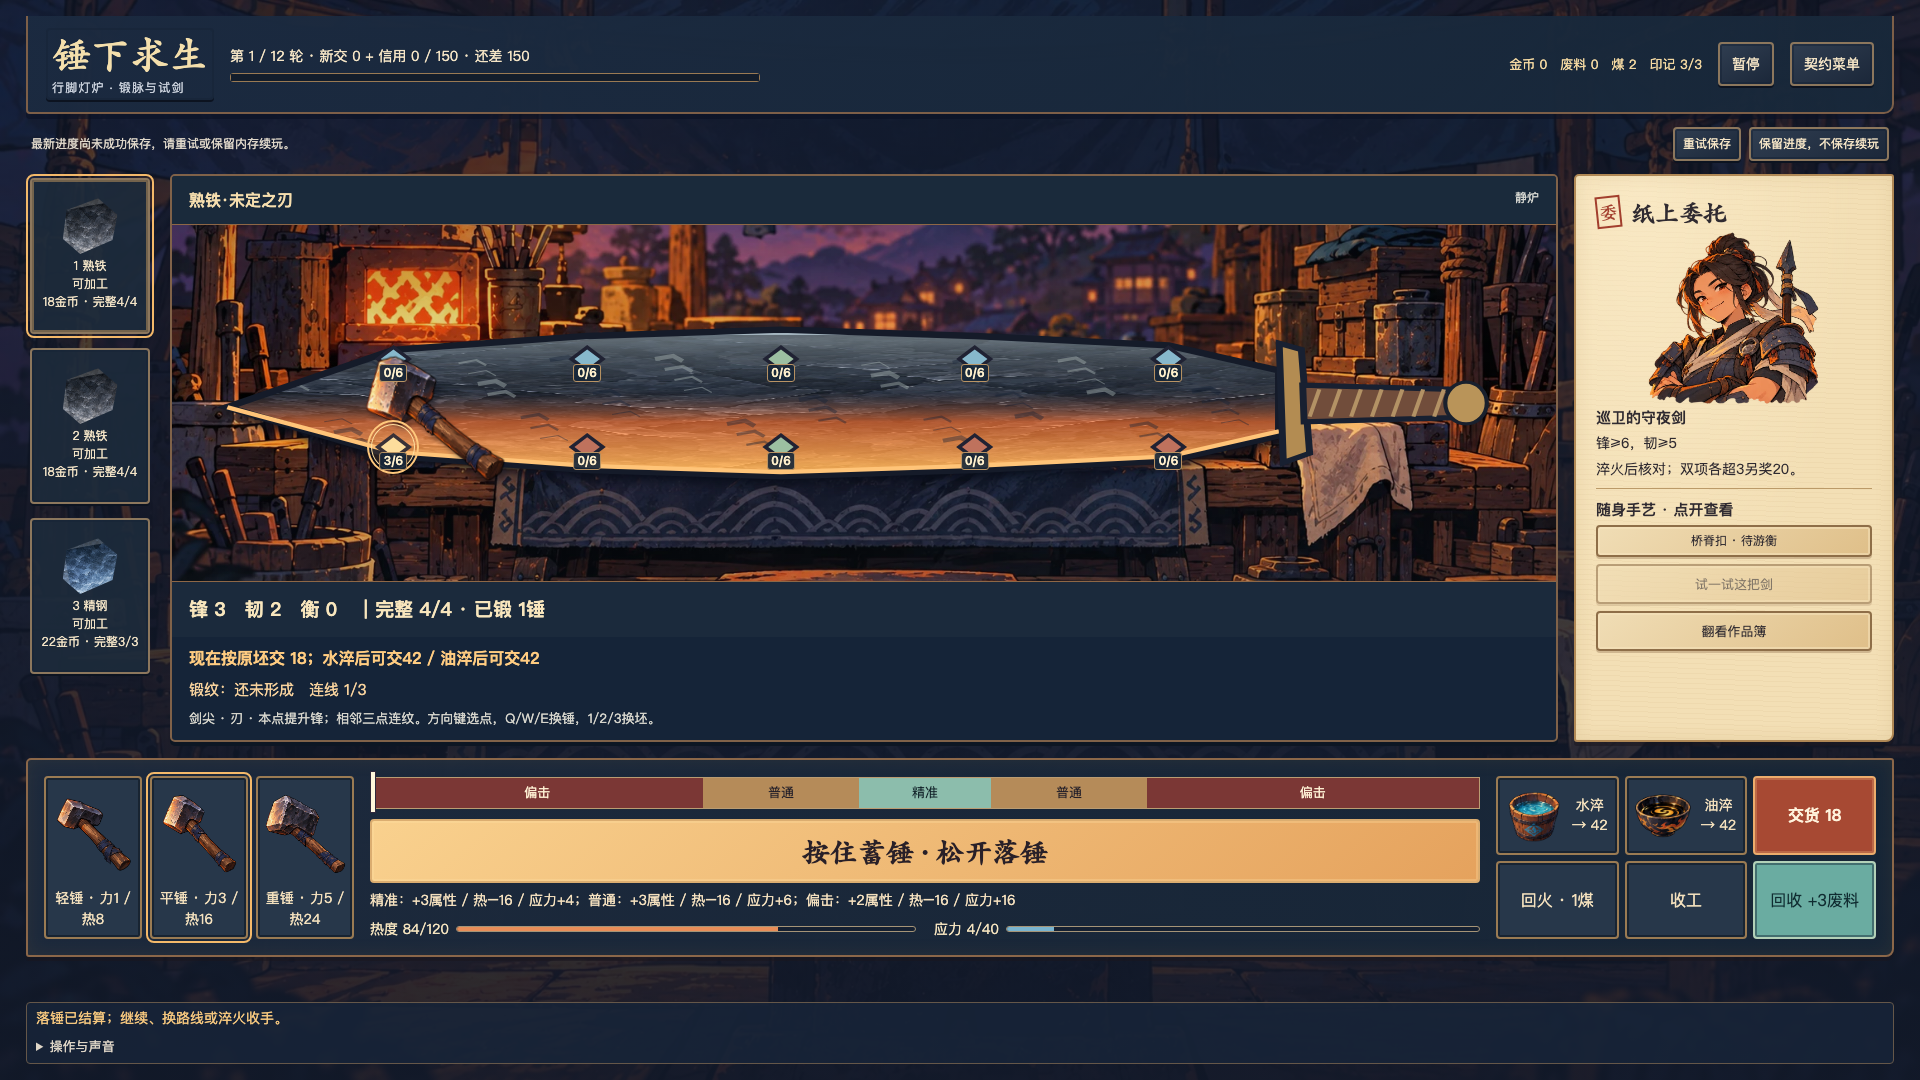 锤下求生
行脚灯炉 · 锻脉与试剑
第 1 / 12 轮 · 新交 0 + 信用 0 / 150 · 还差 150
金币 0 废料 0 煤 2 印记 3/3
暂停
契约菜单
最新进度尚未成功保存，请重试或保留内存续玩。
重试保存
保留进度，不保存续玩
1 熟铁
可加工
18金币 · 完整4/4
2 熟铁
可加工
18金币 · 完整4/4
3 精钢
可加工
22金币 · 完整3/3
熟铁·未定之刃
静炉
0/6
0/6
0/6
0/6
0/6
3/6
0/6
0/6
0/6
0/6
锋 3 韧 2 衡 0 | 完整 4/4 · 已锻 1锤
现在按原坯交 18；水淬后可交42 / 油淬后可交42
锻纹：还未形成 连线 1/3
剑尖 · 刃 · 本点提升锋；相邻三点连纹。方向键选点，Q/W/E换锤，1/2/3换坯。
委
纸上委托
巡卫的守夜剑
锋≥6，韧≥5
淬火后核对；双项各超3另奖20。
随身手艺 · 点开查看
桥脊扣 · 待游衡
试一试这把剑
翻看作品簿
轻锤 · 力1 /
热8
平锤 · 力3 /
热16
重锤 · 力5 /
热24
偏击
普通
精准
普通
偏击
按住蓄锤 · 松开落锤
精准：+3属性 / 热−16 / 应力+4；普通：+3属性 / 热−16 / 应力+6；偏击：+2属性 / 热−16 / 应力+16
热度 84/120
应力 4/40
水淬
→ 42
油淬
→ 42
交货 18
回火 · 1煤
收工
回收 +3废料
落锤已结算；继续、换路线或淬火收手。
▶ 操作与声音